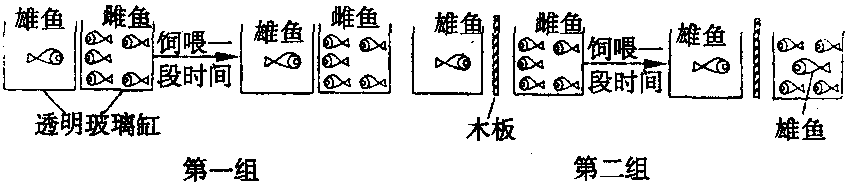 雄鱼 雌鱼 饲喂一段时间 雄鱼 雌鱼
透明玻璃缸
第一组
雄鱼 雌鱼 饲喂一段时间 雄鱼
木板 雄鱼
第二组